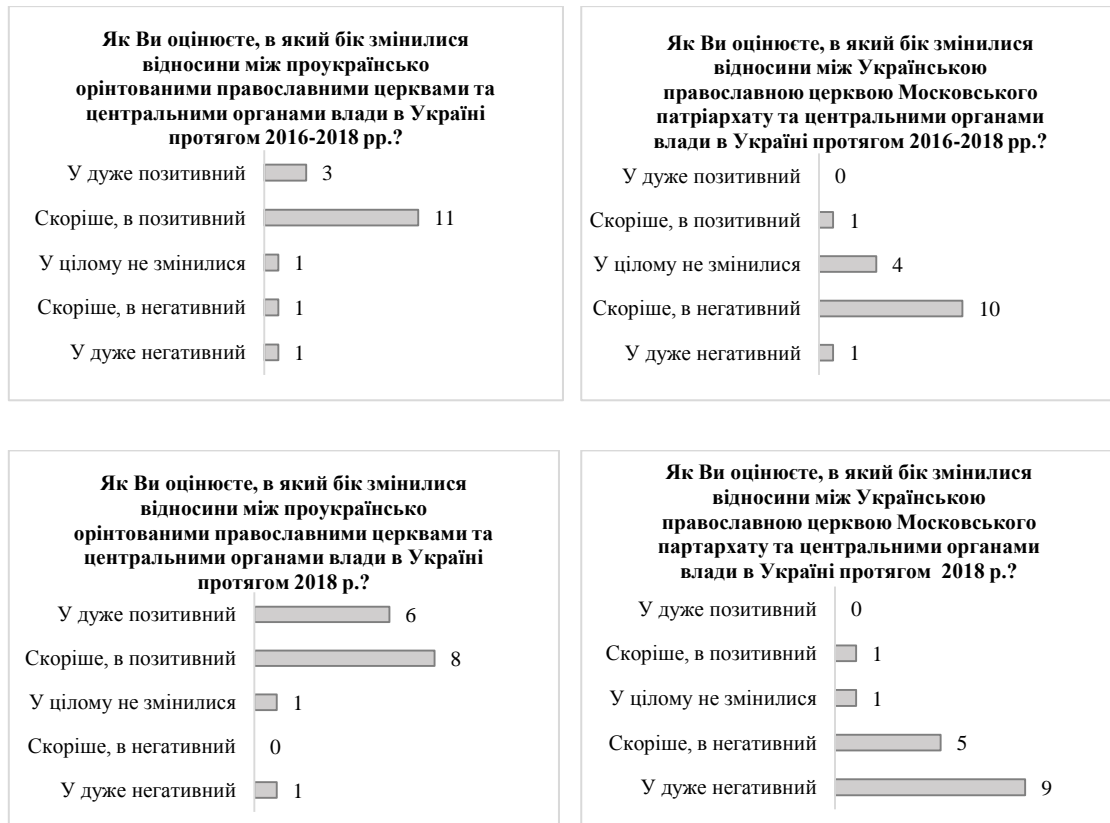 Як Ви оцінюєте, в який бік змінилися
відносини між проукраїнсько
орінтованими православними церквами та
центральними органами влади в Україні
протягом 2016-2018 рр.?
У дуже позитивний 3
Скоріше, в позитивний 11
У цілому не змінилися 1
Скоріше, в негативний 1
У дуже негативний 1
Як Ви оцінюєте, в який бік змінилися
відносини між Українською
православною церквою Московського
патріархату та центральними органами
влади в Україні протягом 2016-2018 рр.?
У дуже позитивний 0
Скоріше, в позитивний 1
У цілому не змінилися 4
Скоріше, в негативний 10
У дуже негативний 1
Як Ви оцінюєте, в який бік змінилися
відносини між проукраїнсько
орінтованими православними церквами та
центральними органами влади в Україні
протягом 2018 р.?
У дуже позитивний 6
Скоріше, в позитивний 8
У цілому не змінилися 1
Скоріше, в негативний 0
У дуже негативний 1
Як Ви оцінюєте, в який бік змінилися
відносини між Українською
православною церквою Московського
партархату та центральними органами
влади в Україні протягом 2018 р.?
У дуже позитивний 0
Скоріше, в позитивний 1
У цілому не змінилися 1
Скоріше, в негативний 5
У дуже негативний 9